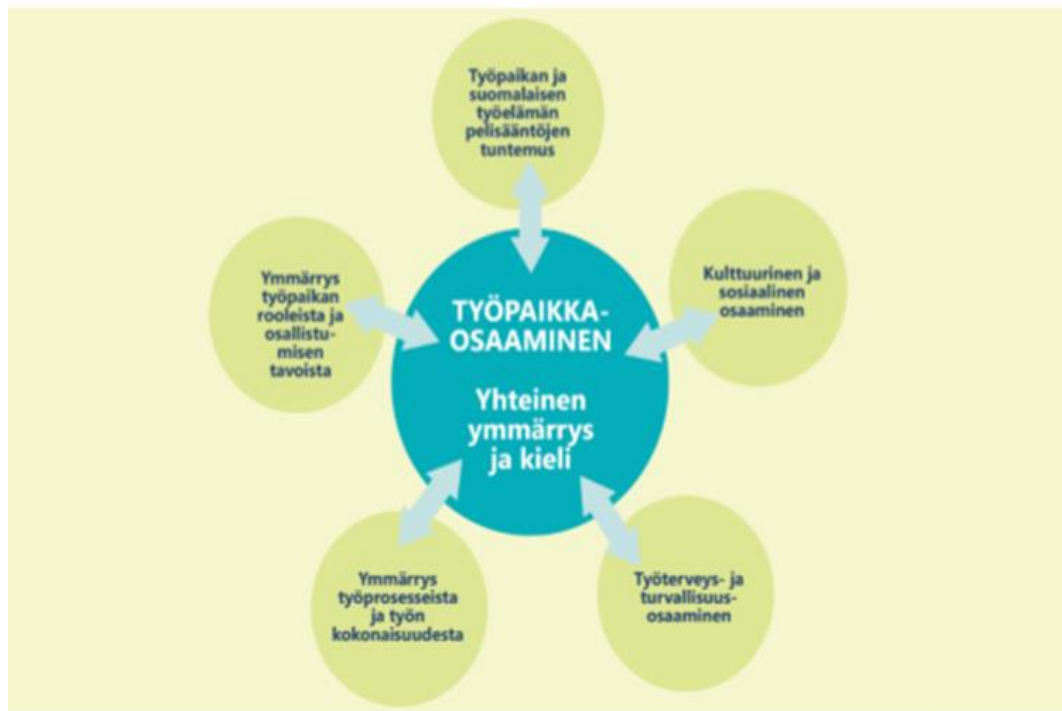 Työpaikan ja
suomalaisen
työelämän
pelisääntöjen
tuntemus
Kulttuurinen ja
sosiaalinen
osaaminen
Ymmärrys
työpaikan
rooleista ja
osallistu-
misen
tavoista
TYÖPAIKKA-
OSAAMINEN
Yhteinen
ymmärrys
ja kieli
Ymmärrys
työprosesseista
ja työn
kokonaisuudesta
Työterveys- ja
turvallisuus-
osaaminen